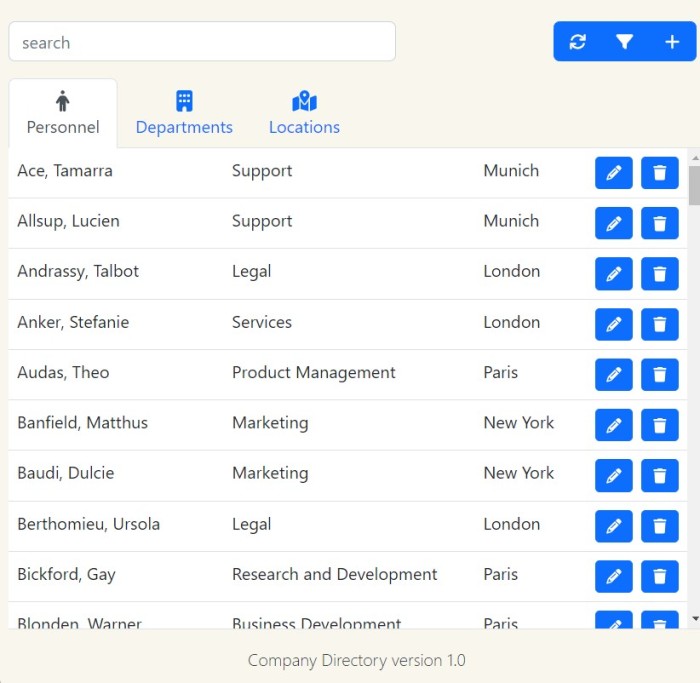 search
Personnel Departments Locations
Ace, Tamarra Support Munich
Allsup, Lucien Support Munich
Andrassy, Talbot Legal London
Anker, Stefanie Services London
Audas, Theo Product Management Paris
Banfield, Matthus Marketing New York
Baudi, Dulcie Marketing New York
Berthomieu, Ursola Legal London
Bickford, Gay Research and Development Paris
Blonden, Warner Business Development Paris
Company Directory version 1.0